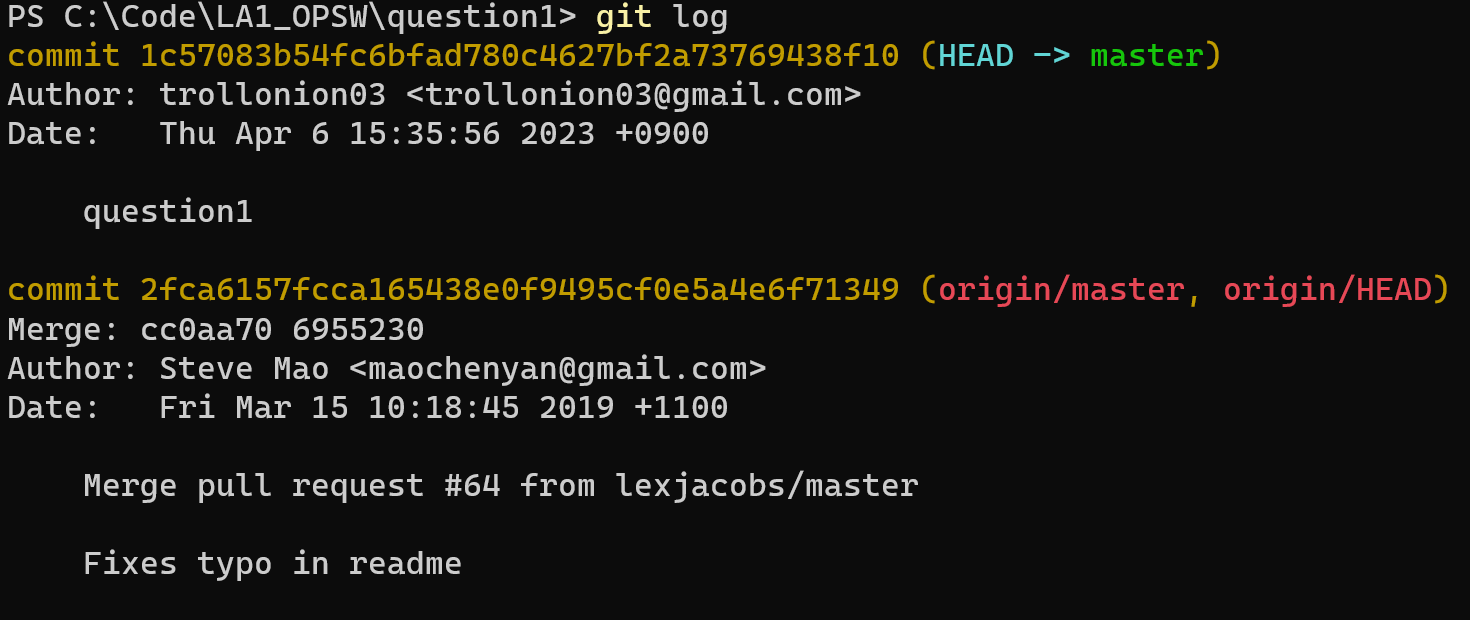 PS C:\Code\LA1_OPSW\question1> git log
commit 1c57083b54fc6bfad780c4627bf2a73769438f10 (HEAD -> master)
Author: trollonion03 <trollonion03@gmail.com>
Date:   Thu Apr 6 15:35:56 2023 +0900

    question1

commit 2fca6157fcca165438e0f9495cf0e5a4e6f71349 (origin/master, origin/HEAD)
Merge: cc0aa70 6955230
Author: Steve Mao <maochenyan@gmail.com>
Date:   Fri Mar 15 10:18:45 2019 +1100

    Merge pull request #64 from lexjacobs/master

    Fixes typo in readme